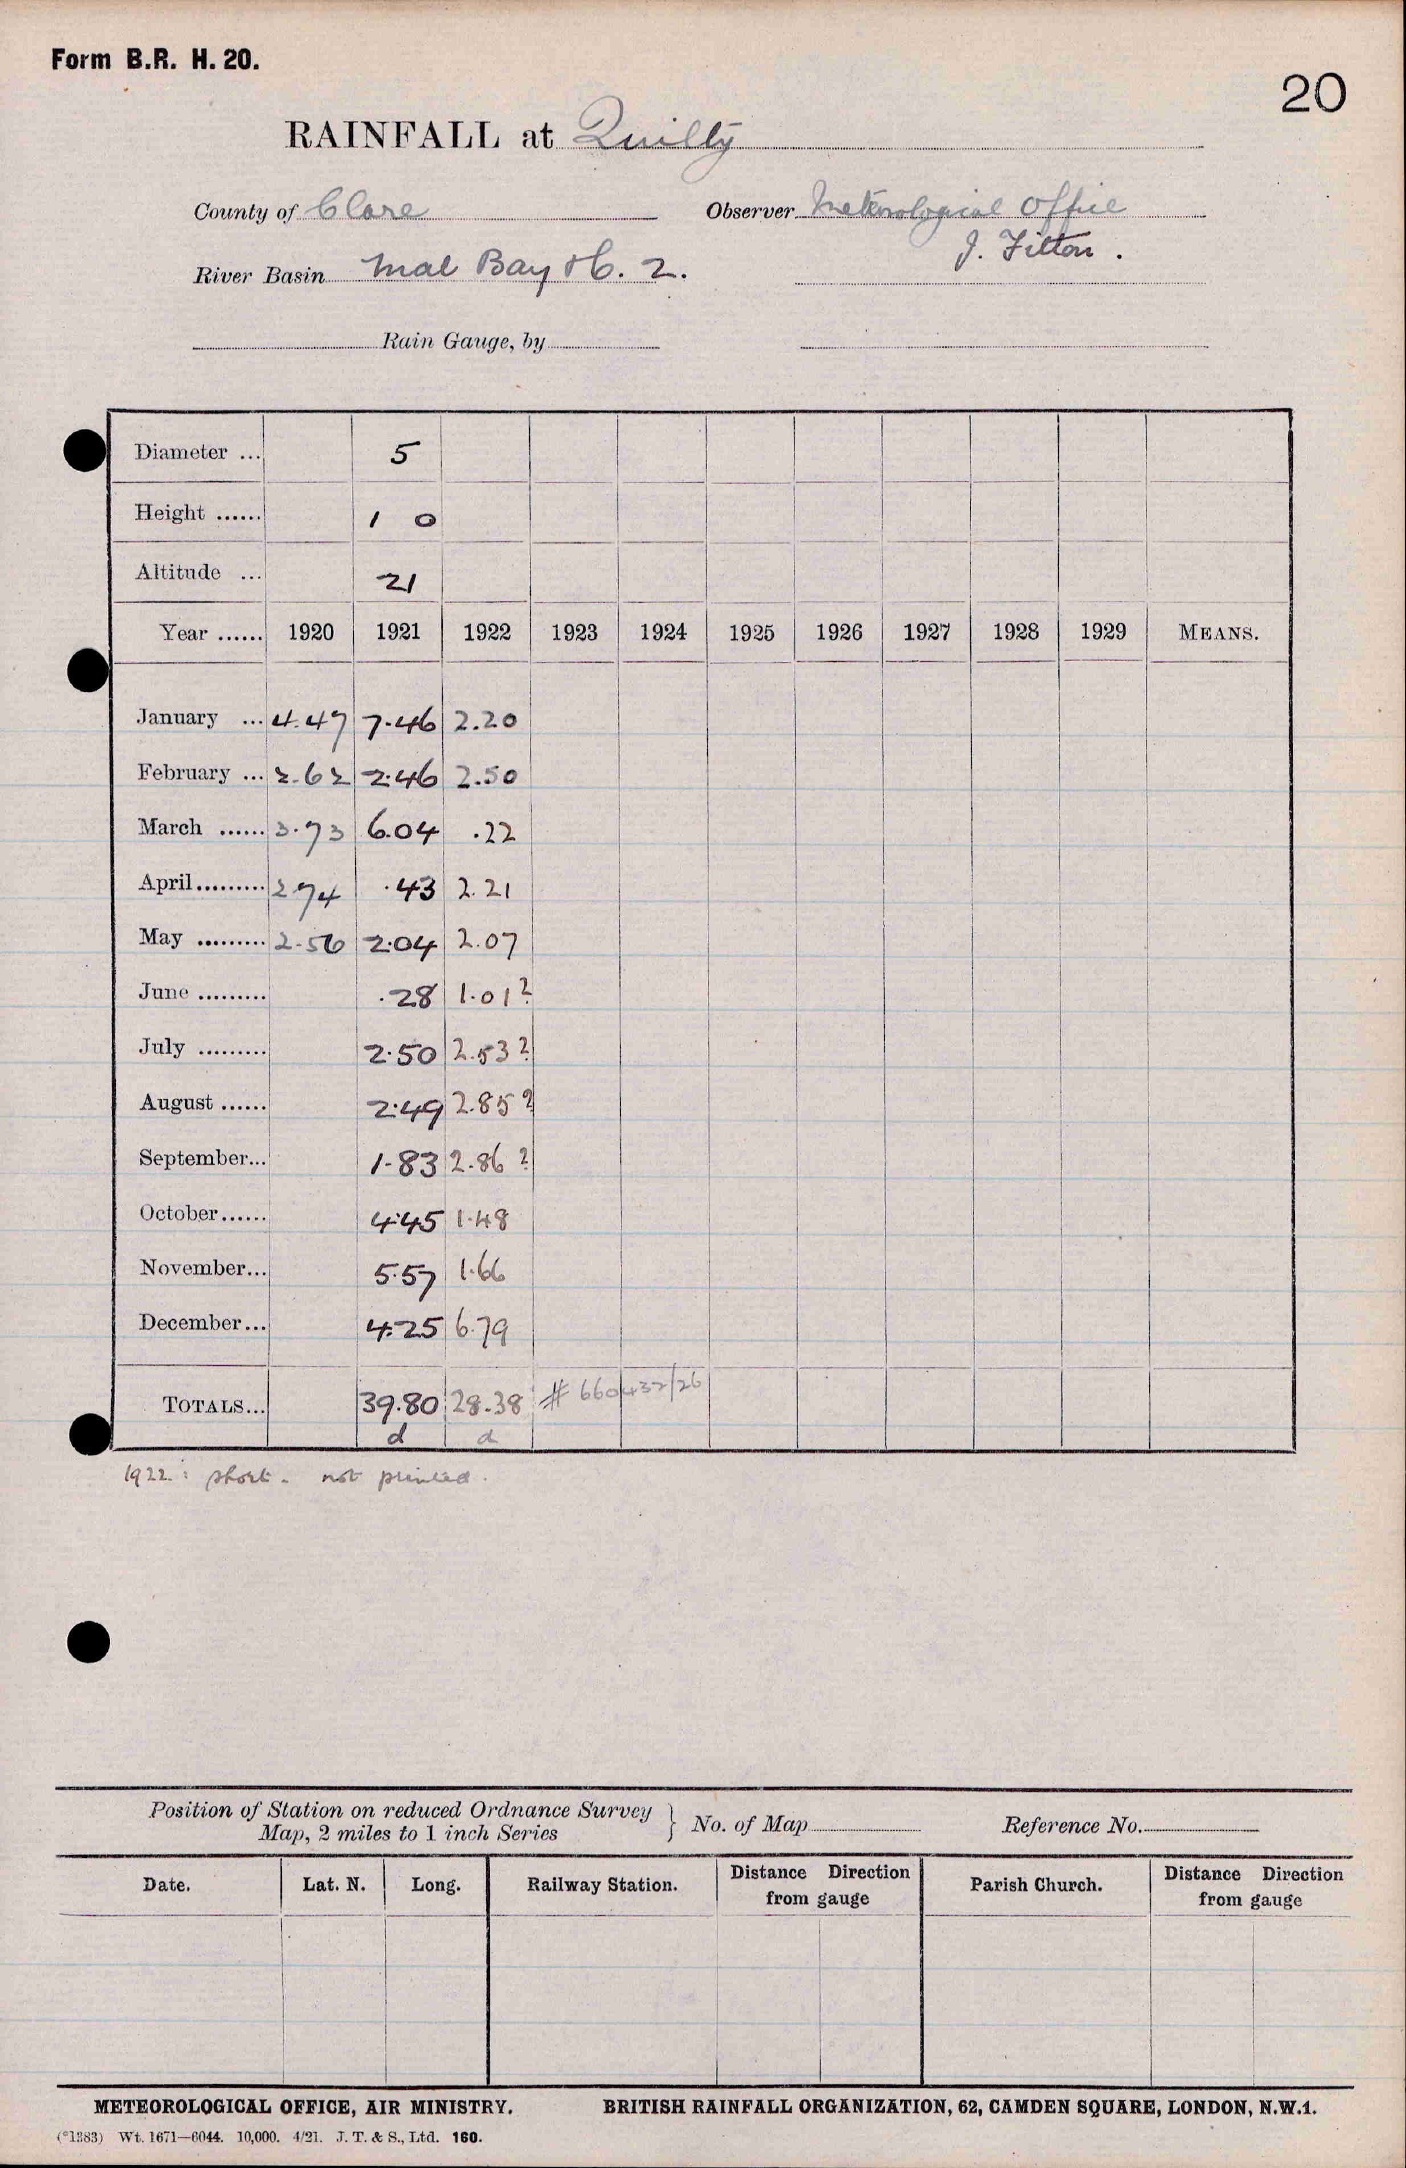 Form B.R. H. 20.
20
RAINFALL at Quilty
County of Clare Observer Meteorological Office
J. Filton.
River Basin Mal Bay &c. 2.
Rain Gauge, by
Diameter ... 5
Height ...... 1 0
Altitude ... 21
Year ...... 1920 1921 1922 1923 1924 1925 1926 1927 1928 1929 MEANS.
January ... 4.47 7.46 2.20
February ... 2.62 2.46 2.50
March ...... 3.73 6.04 .22
April......... 2.74 .43 2.21
May ......... 2.56 2.04 2.07
June ......... .28 1.01?
July ......... 2.50 2.53?
August ...... 2.49 2.85?
September... 1.83 2.86?
October...... 4.45 1.48
November... 5.57 1.66
December... 4.25 6.79
TOTALS... 39.80 28.38 # 660432/26
d d
1922: short. not printed.
Position of Station on reduced Ordnance Survey
Map, 2 miles to 1 inch Series } No. of Map Reference No.
Date. Lat. N. Long. Railway Station. Distance Direction from gauge Parish Church. Distance Direction from gauge
METEOROLOGICAL OFFICE, AIR MINISTRY. BRITISH RAINFALL ORGANIZATION, 62, CAMDEN SQUARE, LONDON, N.W.1.
(*1383) Wt. 1671—6044. 10,000. 4/21. J. T. & S., Ltd. 160.